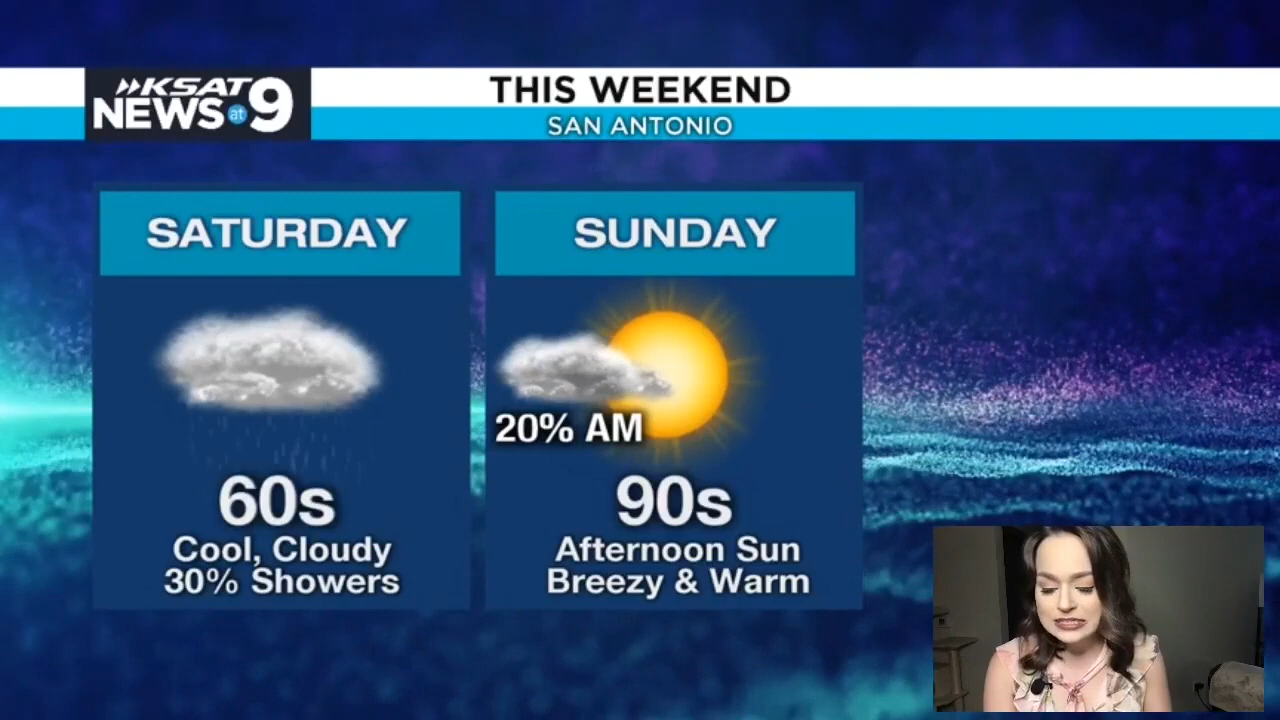 KSAT
NEWS at 9
THIS WEEKEND
SAN ANTONIO
SATURDAY
60s
Cool, Cloudy
30% Showers
SUNDAY
20% AM
90s
Afternoon Sun
Breezy & Warm